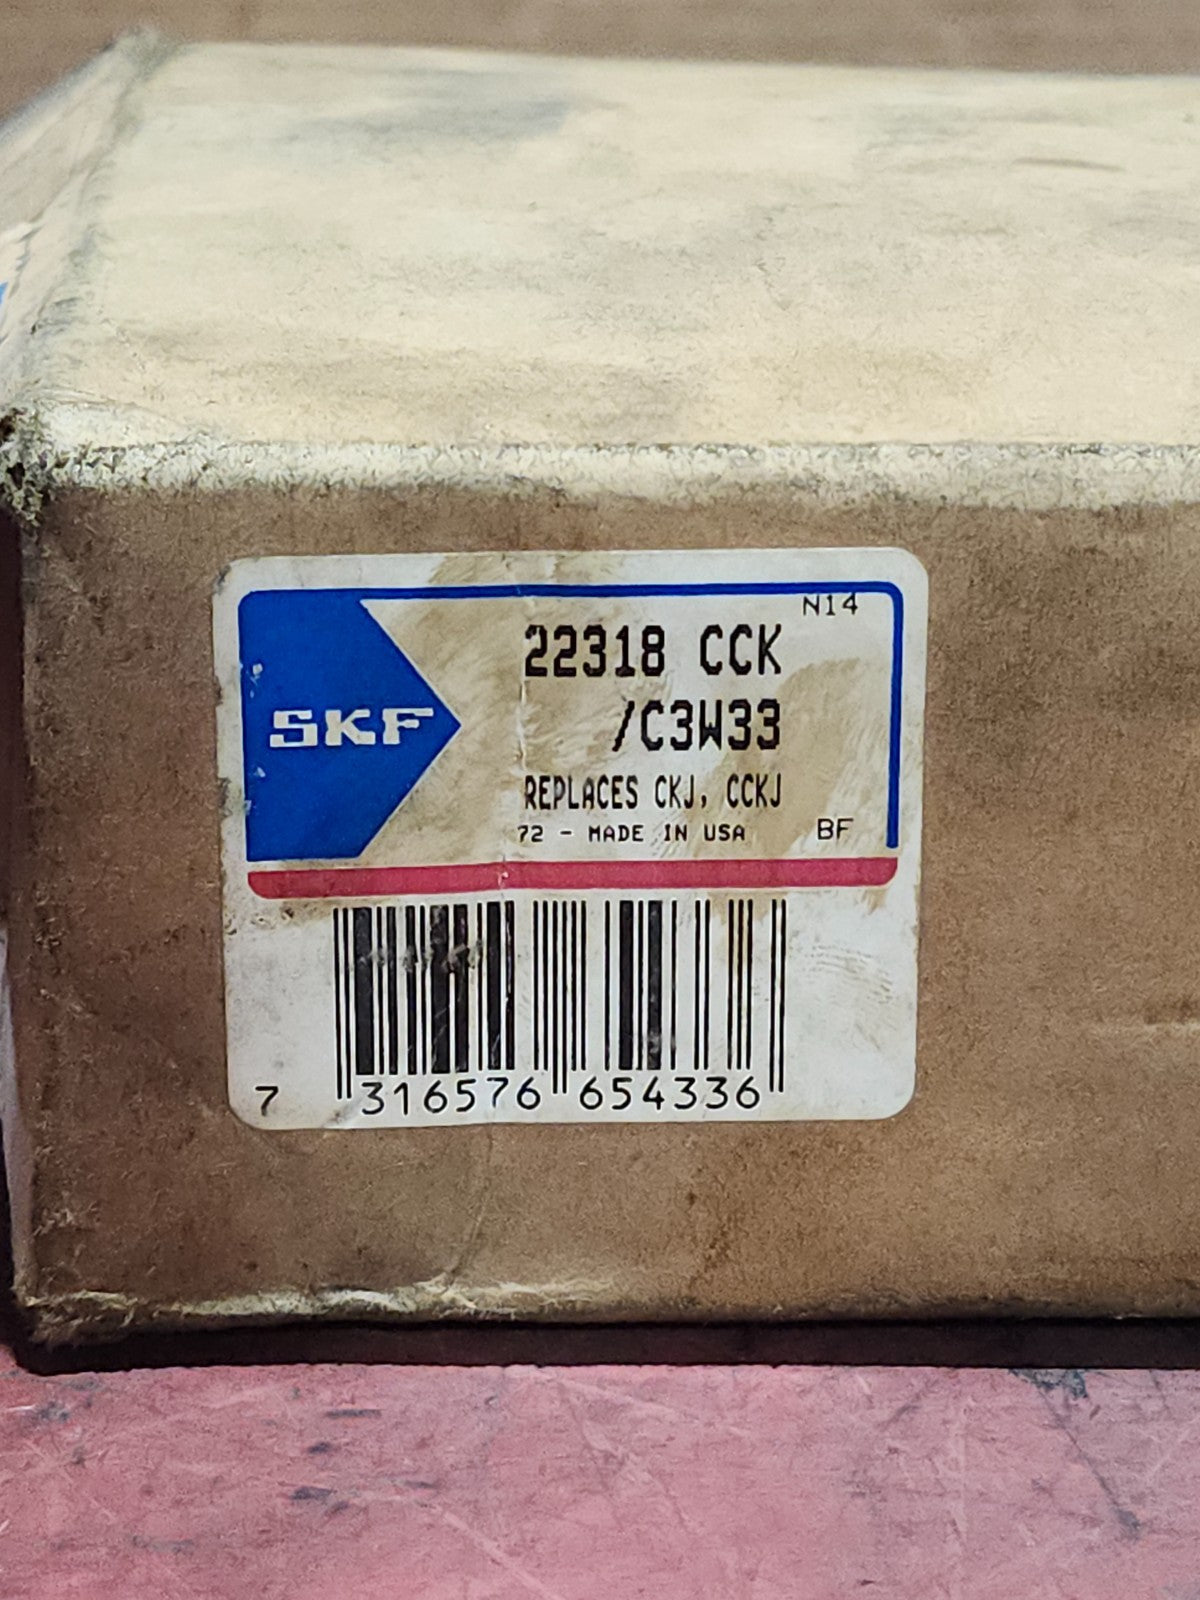 N14
22318 CCK
SKF
/C3W33
REPLACES CKJ, CCKJ
72 - MADE IN USA BF
7 316576 654336